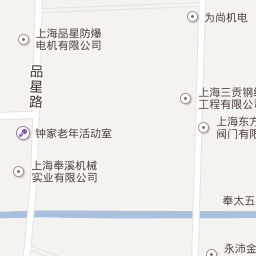 为尚机电
上海品星防爆
电机有限公司
品星路
上海三贡钢
工程有限公
上海东方
阀门有限
钟家老年活动室
上海奉溪机械
实业有限公司
奉太五
永沛金